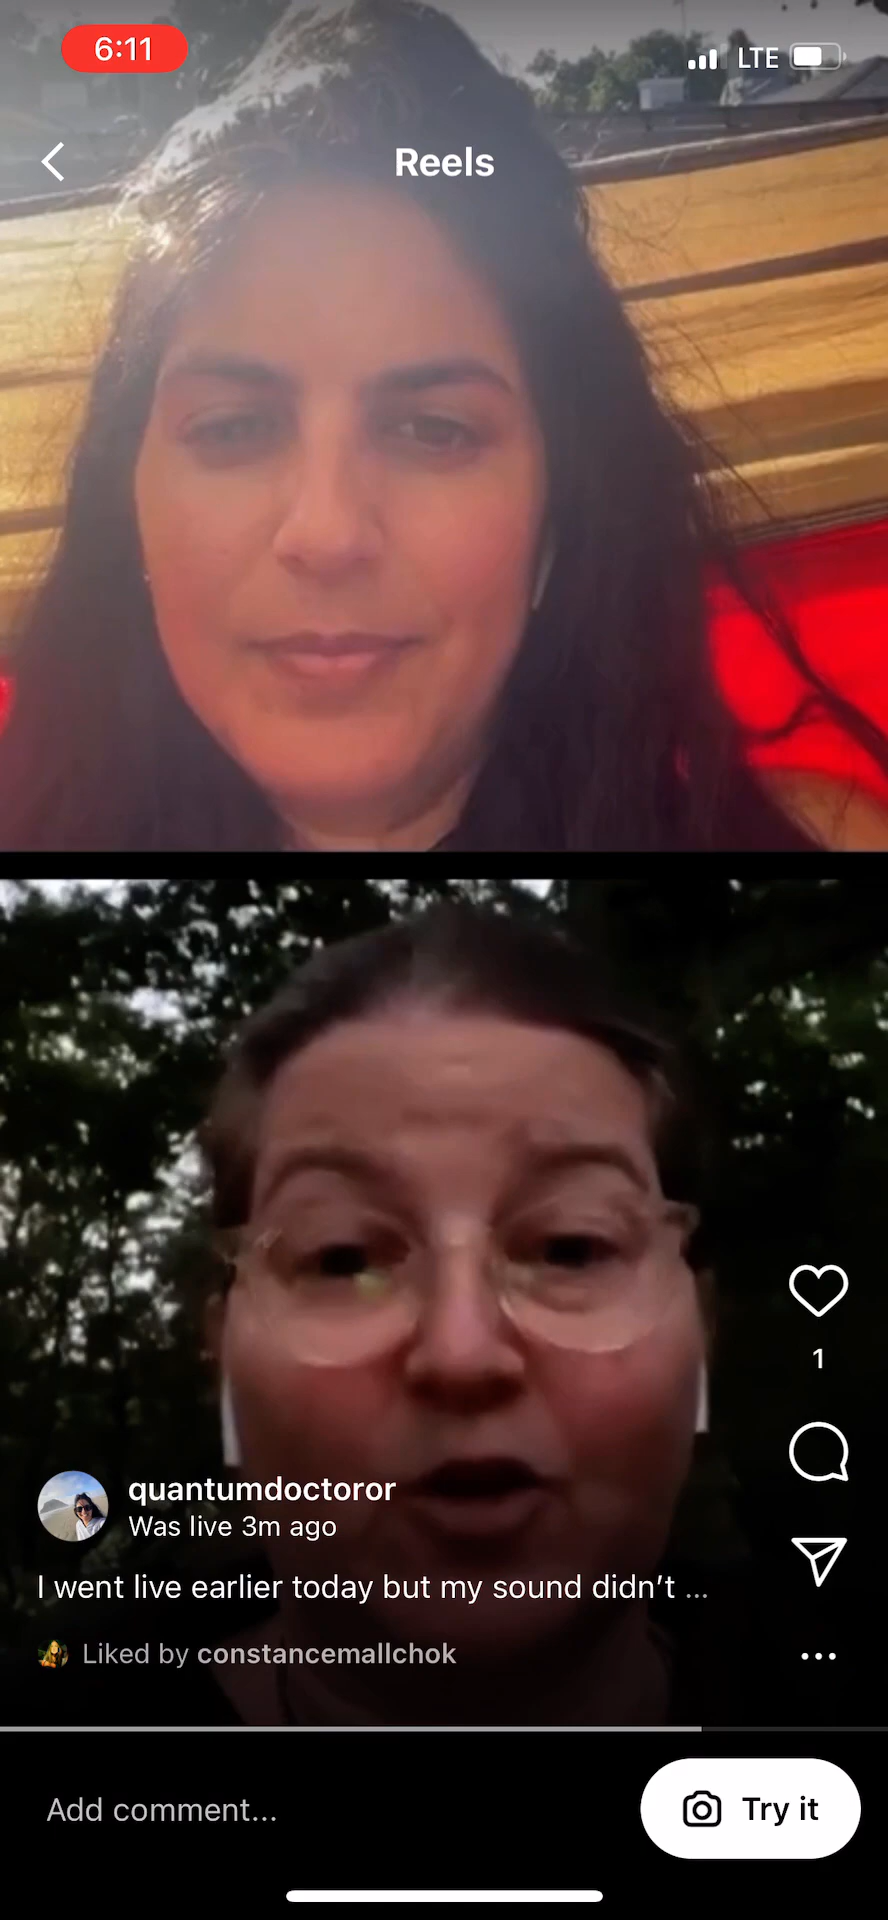 6:11
LTE
Reels
1
quantumdoctoror
Was live 3m ago
I went live earlier today but my sound didn’t ...
Liked by constancemallchok
Add comment...
Try it